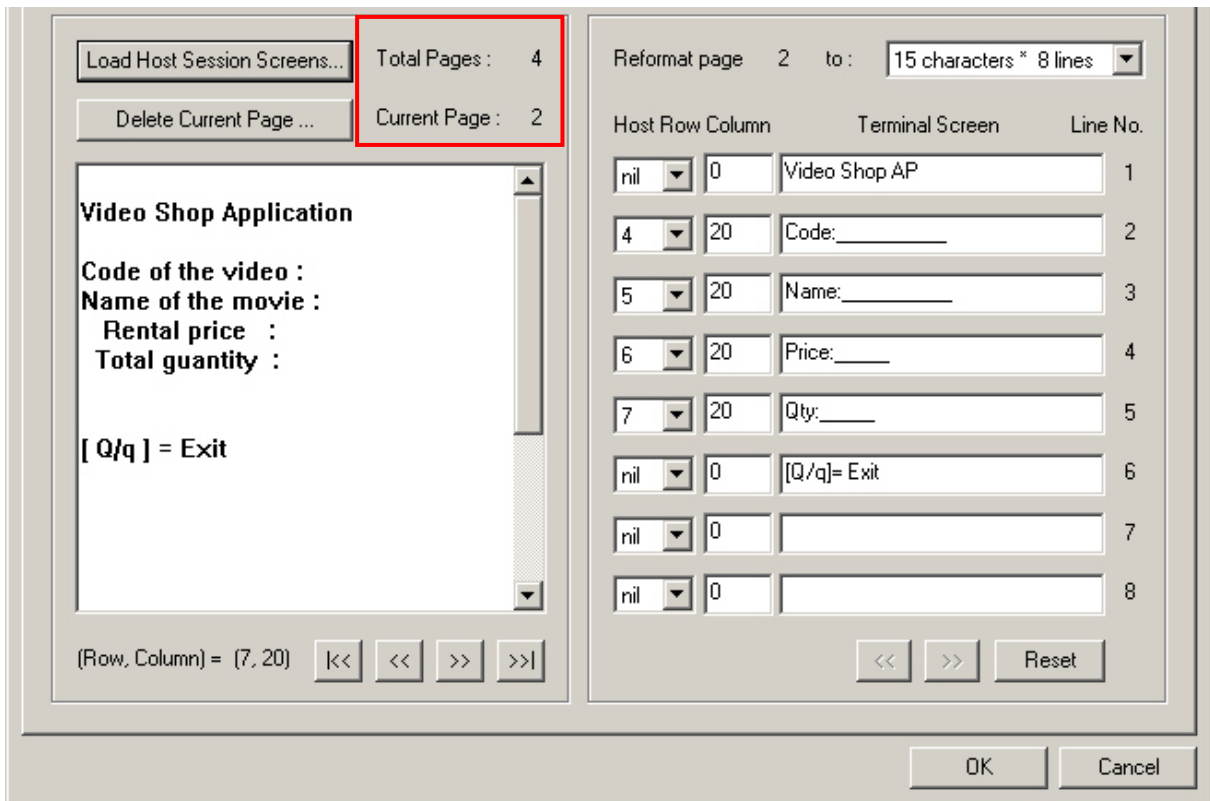 Load Host Session Screens...
Total Pages : 4
Delete Current Page ...
Current Page : 2
Video Shop Application
Code of the video :
Name of the movie :
Rental price :
Total guantity :
[ Q/q ] = Exit
(Row, Column) = (7, 20)
|<< << >> >>|
Reformat page 2 to : 15 characters * 8 lines
Host Row Column Terminal Screen Line No.
nil 0 Video Shop AP 1
4 20 Code:__________ 2
5 20 Name:__________ 3
6 20 Price:_____ 4
7 20 Qty:_____ 5
nil 0 [Q/q]= Exit 6
nil 0 7
nil 0 8
<< >> Reset
OK Cancel